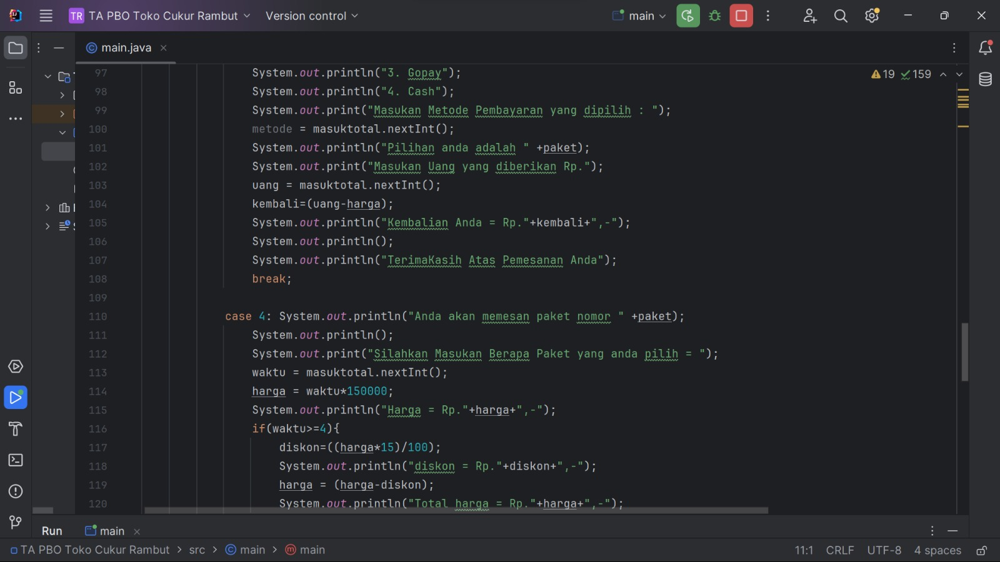 TR TA PBO Toko Cukur Rambut Version control main
main.java
19 159
97 System.out.println("3. Gopay");
98 System.out.println("4. Cash");
99 System.out.print("Masukan Metode Pembayaran yang dipilih : ");
100 metode = masuktotal.nextInt();
101 System.out.println("Pilihan anda adalah " +paket);
102 System.out.print("Masukan Uang yang diberikan Rp.");
103 uang = masuktotal.nextInt();
104 kembali=(uang-harga);
105 System.out.println("Kembalian Anda = Rp."+kembali+",-");
106 System.out.println();
107 System.out.println("TerimaKasih Atas Pemesanan Anda");
108 break;
109
110 case 4: System.out.println("Anda akan memesan paket nomor " +paket);
111 System.out.println();
112 System.out.print("Silahkan Masukan Berapa Paket yang anda pilih = ");
113 waktu = masuktotal.nextInt();
114 harga = waktu*150000;
115 System.out.println("Harga = Rp."+harga+",-");
116 if(waktu>=4){
117 diskon=((harga*15)/100);
118 System.out.println("diskon = Rp."+diskon+",-");
119 harga = (harga-diskon);
120 System.out.println("Total harga = Rp."+harga+",-");
Run main
TA PBO Toko Cukur Rambut > src > main > main 11:1 CRLF UTF-8 4 spaces